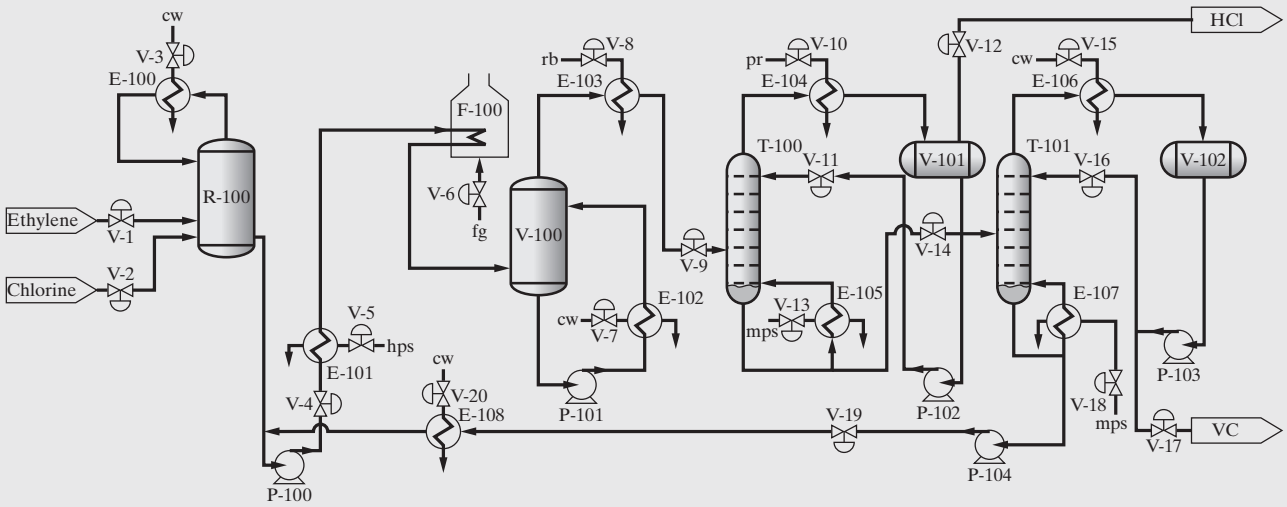 cw
V-3
E-100
R-100
Ethylene
V-1
V-2
Chlorine
V-5
hps
E-101
V-4
P-100
F-100
V-6
fg
cw
V-20
E-108
rb
V-8
E-103
V-100
cw
V-7
E-102
P-101
V-9
pr
V-10
E-104
T-100
V-11
V-101
V-12
HCl
V-13
mps
E-105
V-14
P-102
V-19
cw
V-15
E-106
T-101
V-16
V-102
E-107
P-103
V-18
mps
V-17
VC
P-104